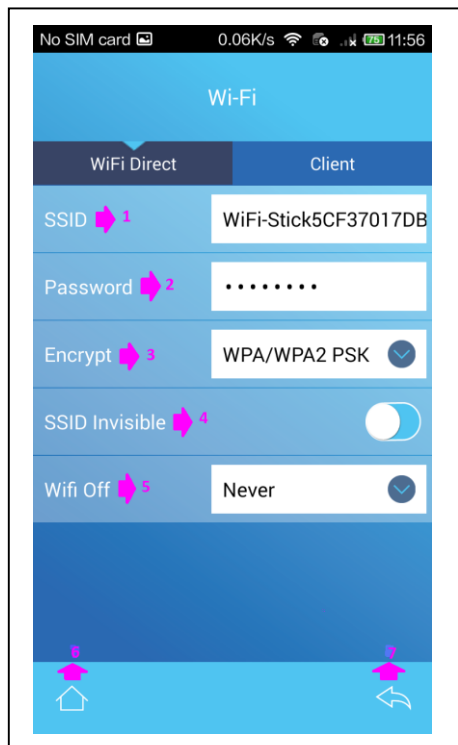 No SIM card 0.06K/s 75 11:56
Wi-Fi
WiFi Direct Client
SSID 1 WiFi-Stick5CF37017DB
Password 2 ••••••••
Encrypt 3 WPA/WPA2 PSK
SSID Invisible 4
Wifi Off 5 Never
6 7